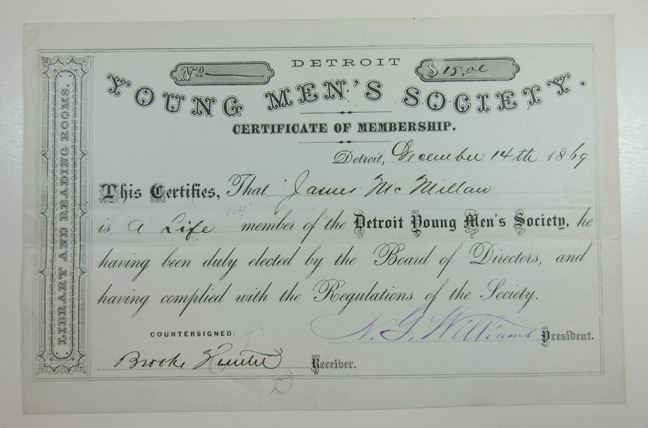 DETROIT
No.
$ 15,00
YOUNG MEN'S SOCIETY.
CERTIFICATE OF MEMBERSHIP.
Detroit, December 14th 1869
This Certifies, That James McMillan
is a Life member of the Detroit Young Men's Society, he
having been duly elected by the Board of Directors, and
having complied with the Regulations of the Society.
COUNTERSIGNED:
N. G. Williams President.
Brooke Receiver.
LIBRARY AND READING ROOMS.